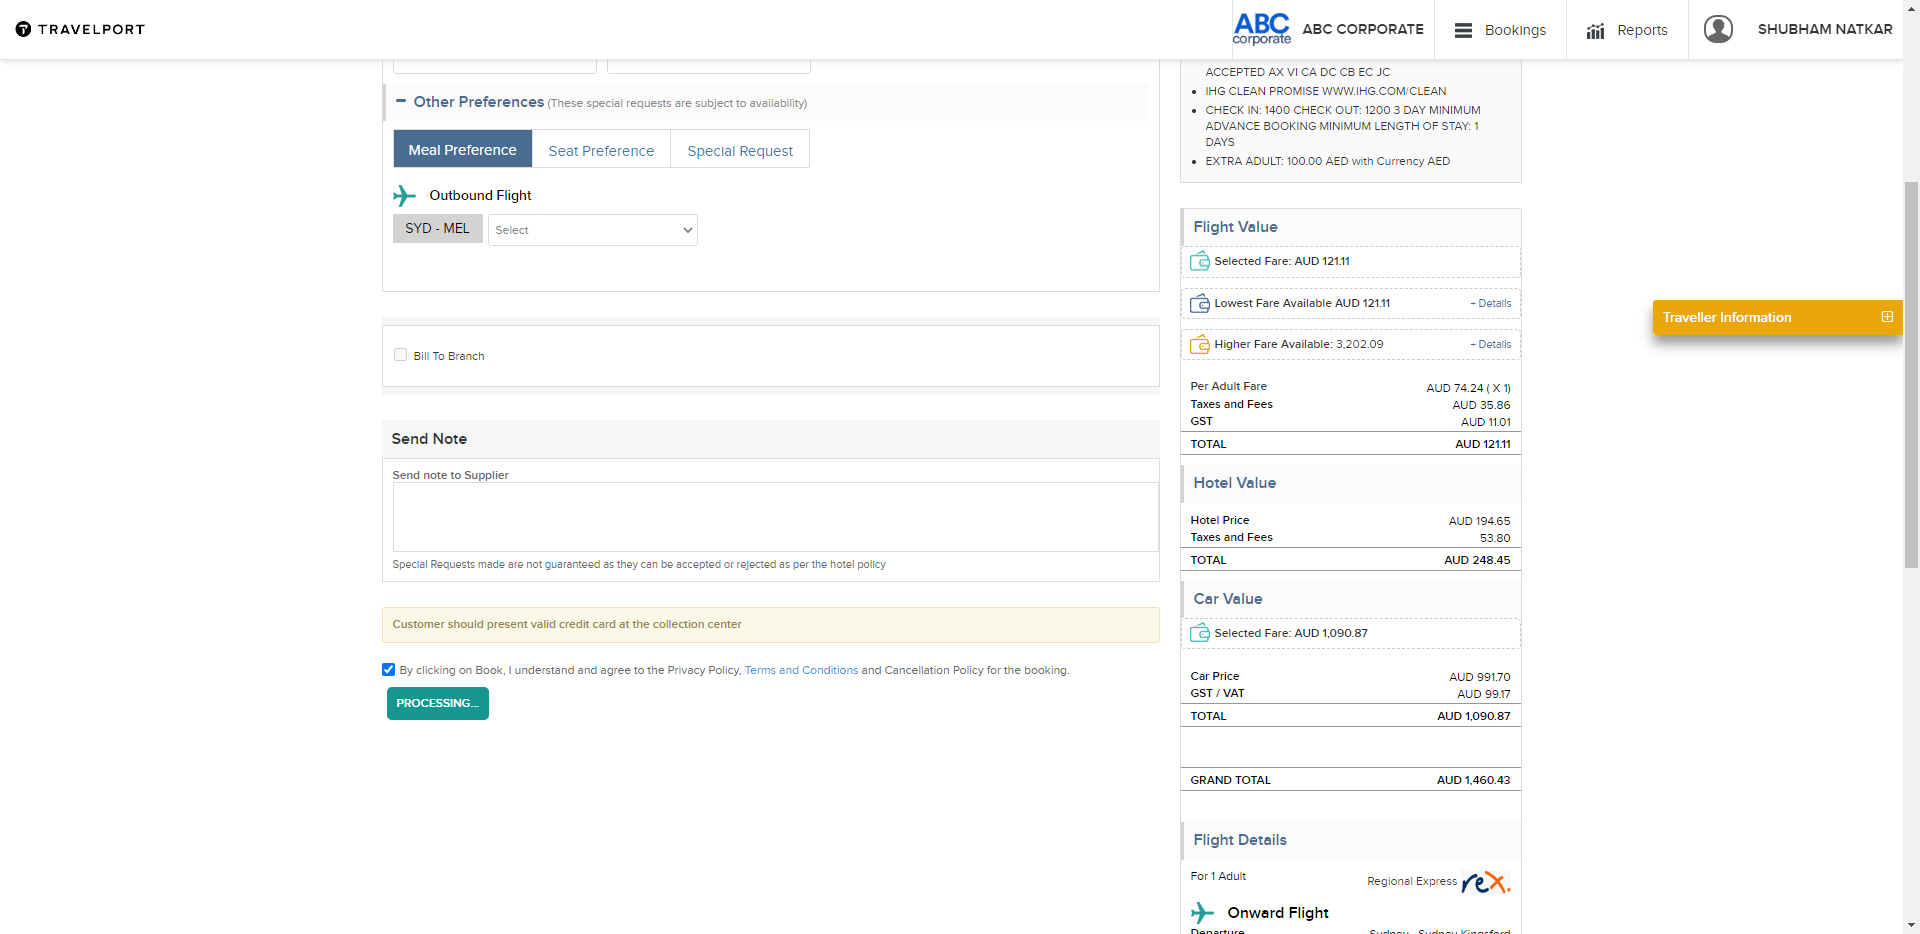 TRAVELPORT
ABC
corporate
ABC CORPORATE
Bookings
Reports
SHUBHAM NATKAR
Other Preferences (These special requests are subject to availability)
Meal Preference
Seat Preference
Special Request
Outbound Flight
SYD - MEL
Select
Bill To Branch
Send Note
Send note to Supplier
Special Requests made are not guaranteed as they can be accepted or rejected as per the hotel policy
Customer should present valid credit card at the collection center
By clicking on Book, I understand and agree to the Privacy Policy, Terms and Conditions and Cancellation Policy for the booking.
PROCESSING...
ACCEPTED AX VI CA DC CB EC JC
IHG CLEAN PROMISE WWW.IHG.COM/CLEAN
CHECK IN: 1400 CHECK OUT: 1200 3 DAY MINIMUM
ADVANCE BOOKING MINIMUM LENGTH OF STAY: 1
DAYS
EXTRA ADULT: 100.00 AED with Currency AED
Flight Value
Selected Fare: AUD 121.11
Lowest Fare Available AUD 121.11
+ Details
Higher Fare Available: 3,202.09
+ Details
Per Adult Fare AUD 74.24 ( X 1)
Taxes and Fees AUD 35.86
GST AUD 11.01
TOTAL AUD 121.11
Hotel Value
Hotel Price AUD 194.65
Taxes and Fees 53.80
TOTAL AUD 248.45
Car Value
Selected Fare: AUD 1,090.87
Car Price AUD 991.70
GST / VAT AUD 99.17
TOTAL AUD 1,090.87
GRAND TOTAL AUD 1,460.43
Flight Details
For 1 Adult
Regional Express
rex.
Onward Flight
Departure Sydney - Sydney Kingsford
Traveller Information